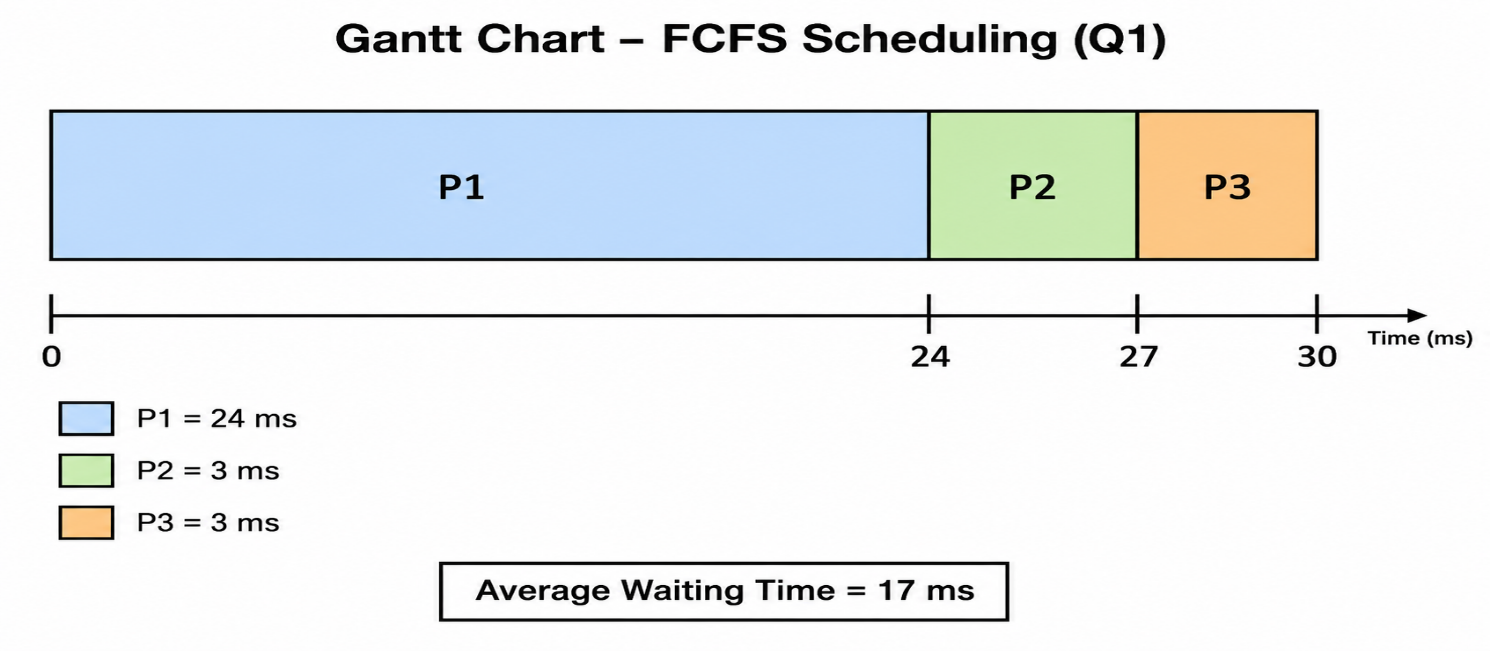 Gantt Chart – FCFS Scheduling (Q1)
P1 P2 P3
0 24 27 30 Time (ms)
P1 = 24 ms
P2 = 3 ms
P3 = 3 ms
Average Waiting Time = 17 ms